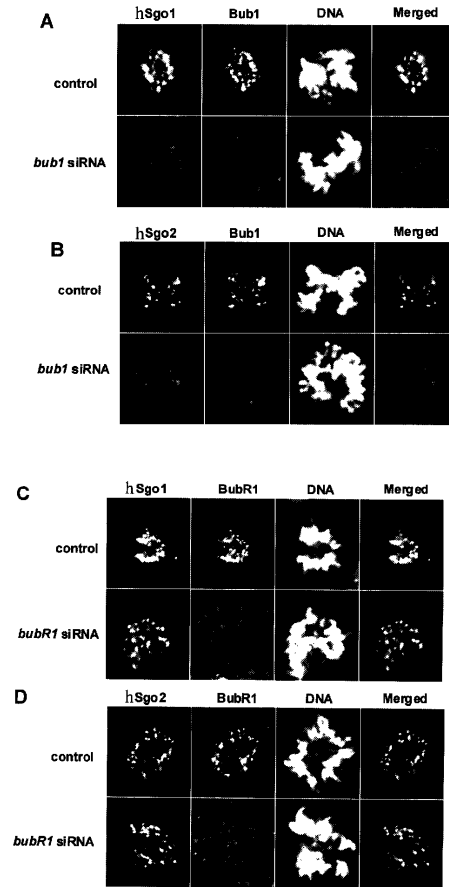 A
hSgo1 Bub1 DNA Merged
control
bub1 siRNA
B
hSgo2 Bub1 DNA Merged
control
bub1 siRNA
C
hSgo1 BubR1 DNA Merged
control
bubR1 siRNA
D
hSgo2 BubR1 DNA Merged
control
bubR1 siRNA